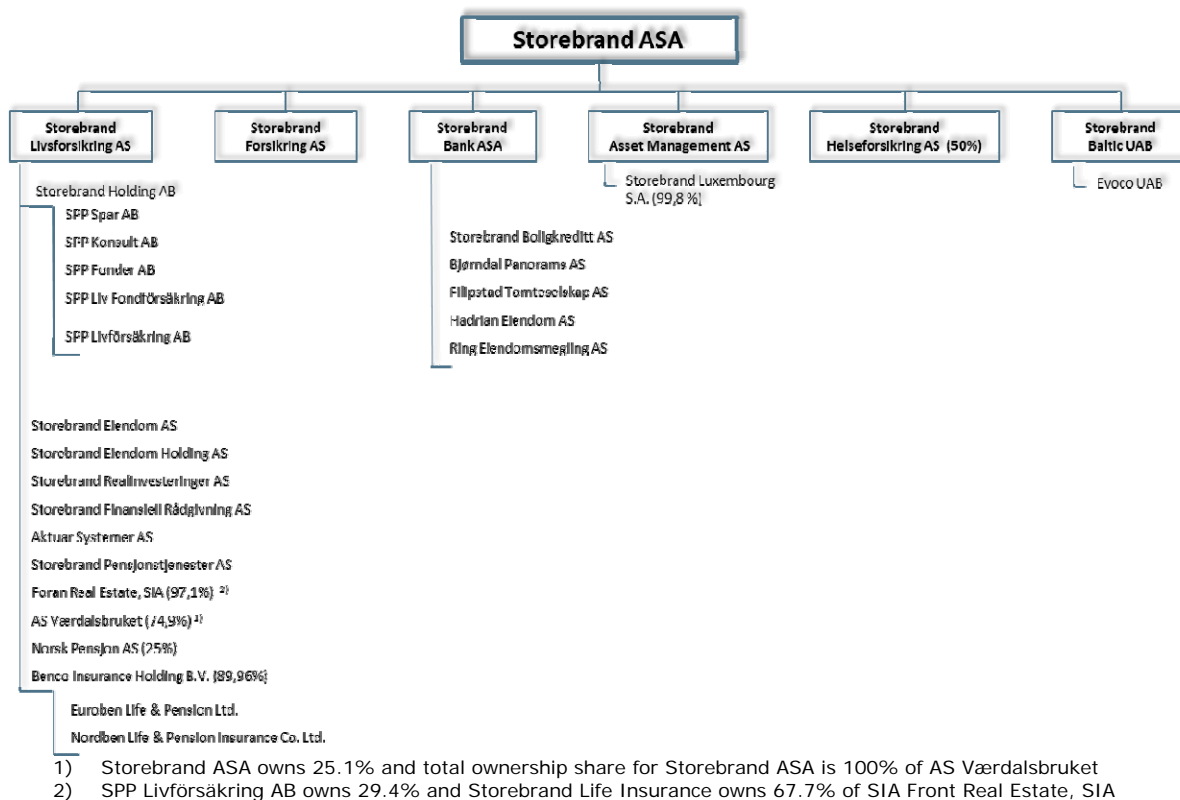 Storebrand ASA
Storebrand
Livsforsikring AS
Storebrand
Forsikring AS
Storebrand
Bank ASA
Storebrand
Asset Management AS
Storebrand
Helseforsikring AS (50%)
Storebrand
Baltic UAB
Storebrand Holding AB
SPP Spar AB
SPP Konsult AB
SPP Fonder AB
SPP Liv Fondförsäkring AB
SPP Livförsäkring AB
Storebrand Boligkreditt AS
Bjørndal Panorama AS
Filipstad Tomteselskap AS
Hadrian Eiendom AS
Ring Eiendomsmegling AS
Storebrand Luxembourg
S.A. (99,8 %)
Evoco UAB
Storebrand Eiendom AS
Storebrand Eiendom Holding AS
Storebrand Realinvesteringer AS
Storebrand Finansiell Rådgivning AS
Aktuar Systemer AS
Storebrand Pensjonstjenester AS
Foran Real Estate, SIA (97,1%) 2)
AS Værdalsbruket (74,9%) 1)
Norsk Pensjon AS (25%)
Benco Insurance Holding B.V. (89,96%)
Euroben Life & Pension Ltd.
Nordben Life & Pension Insurance Co. Ltd.
1) Storebrand ASA owns 25.1% and total ownership share for Storebrand ASA is 100% of AS Værdalsbruket
2) SPP Livförsäkring AB owns 29.4% and Storebrand Life Insurance owns 67.7% of SIA Front Real Estate, SIA